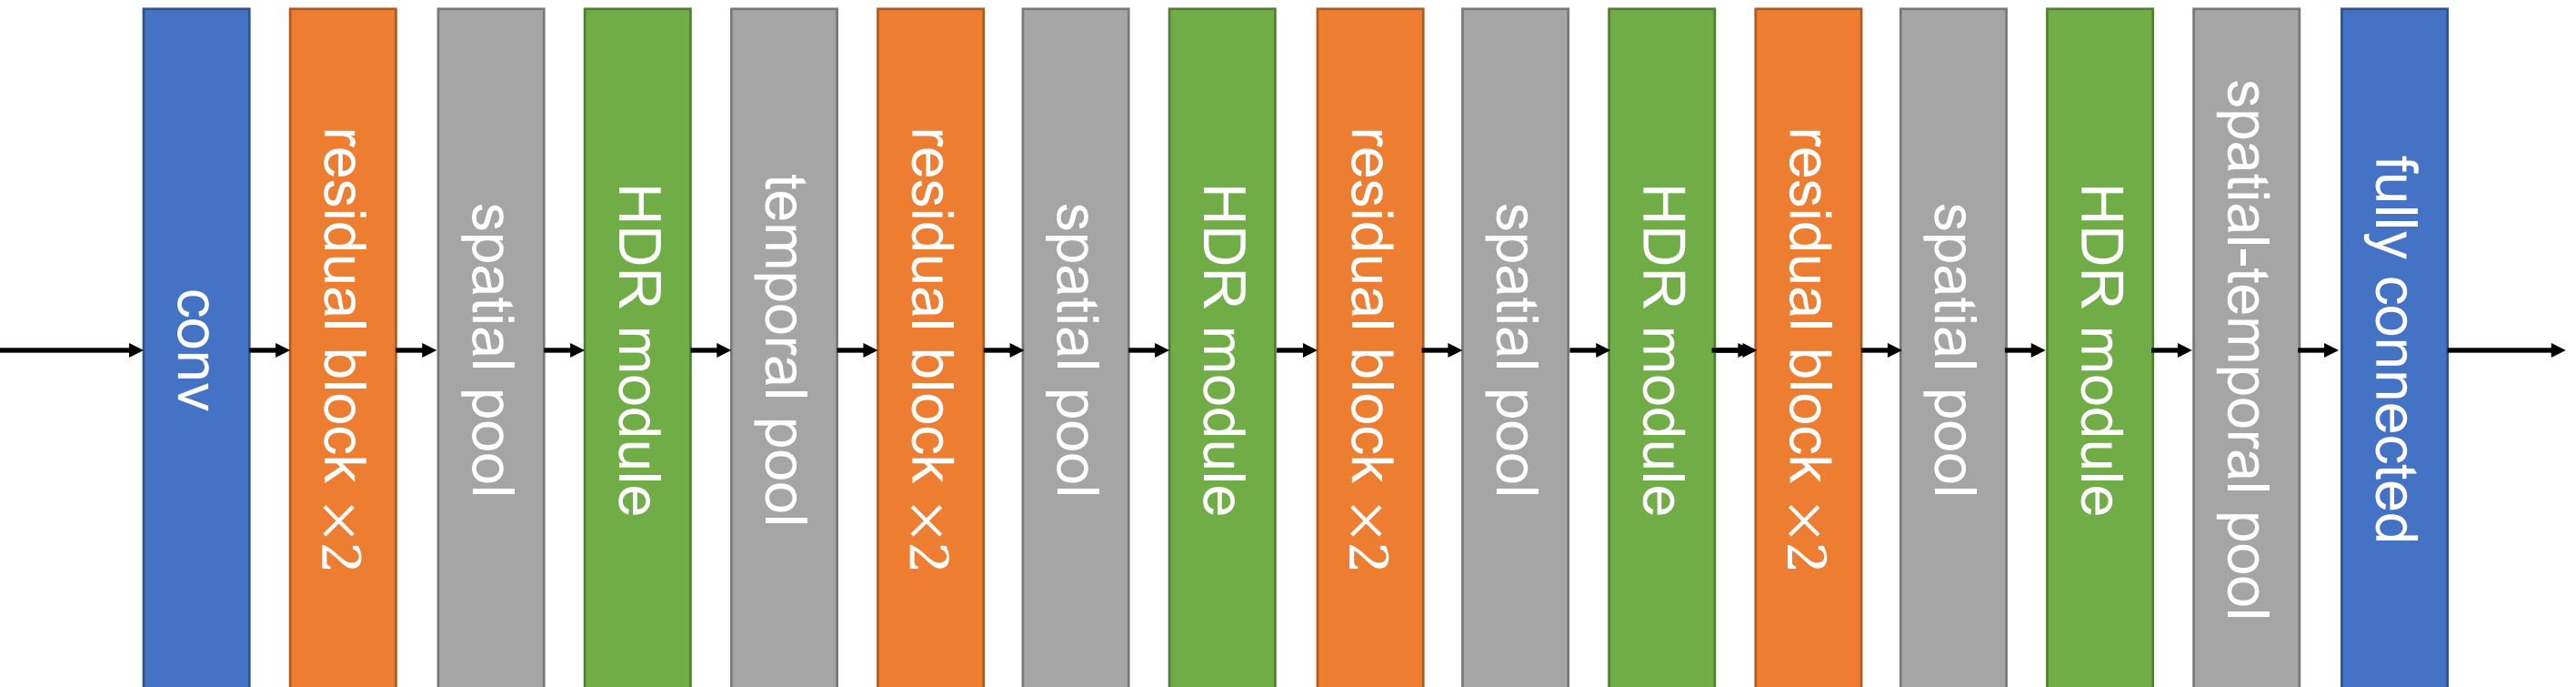 conv
residual block ×2
spatial pool
HDR module
temporal pool
residual block ×2
spatial pool
HDR module
residual block ×2
spatial pool
HDR module
residual block ×2
spatial pool
HDR module
spatial-temporal pool
fully connected